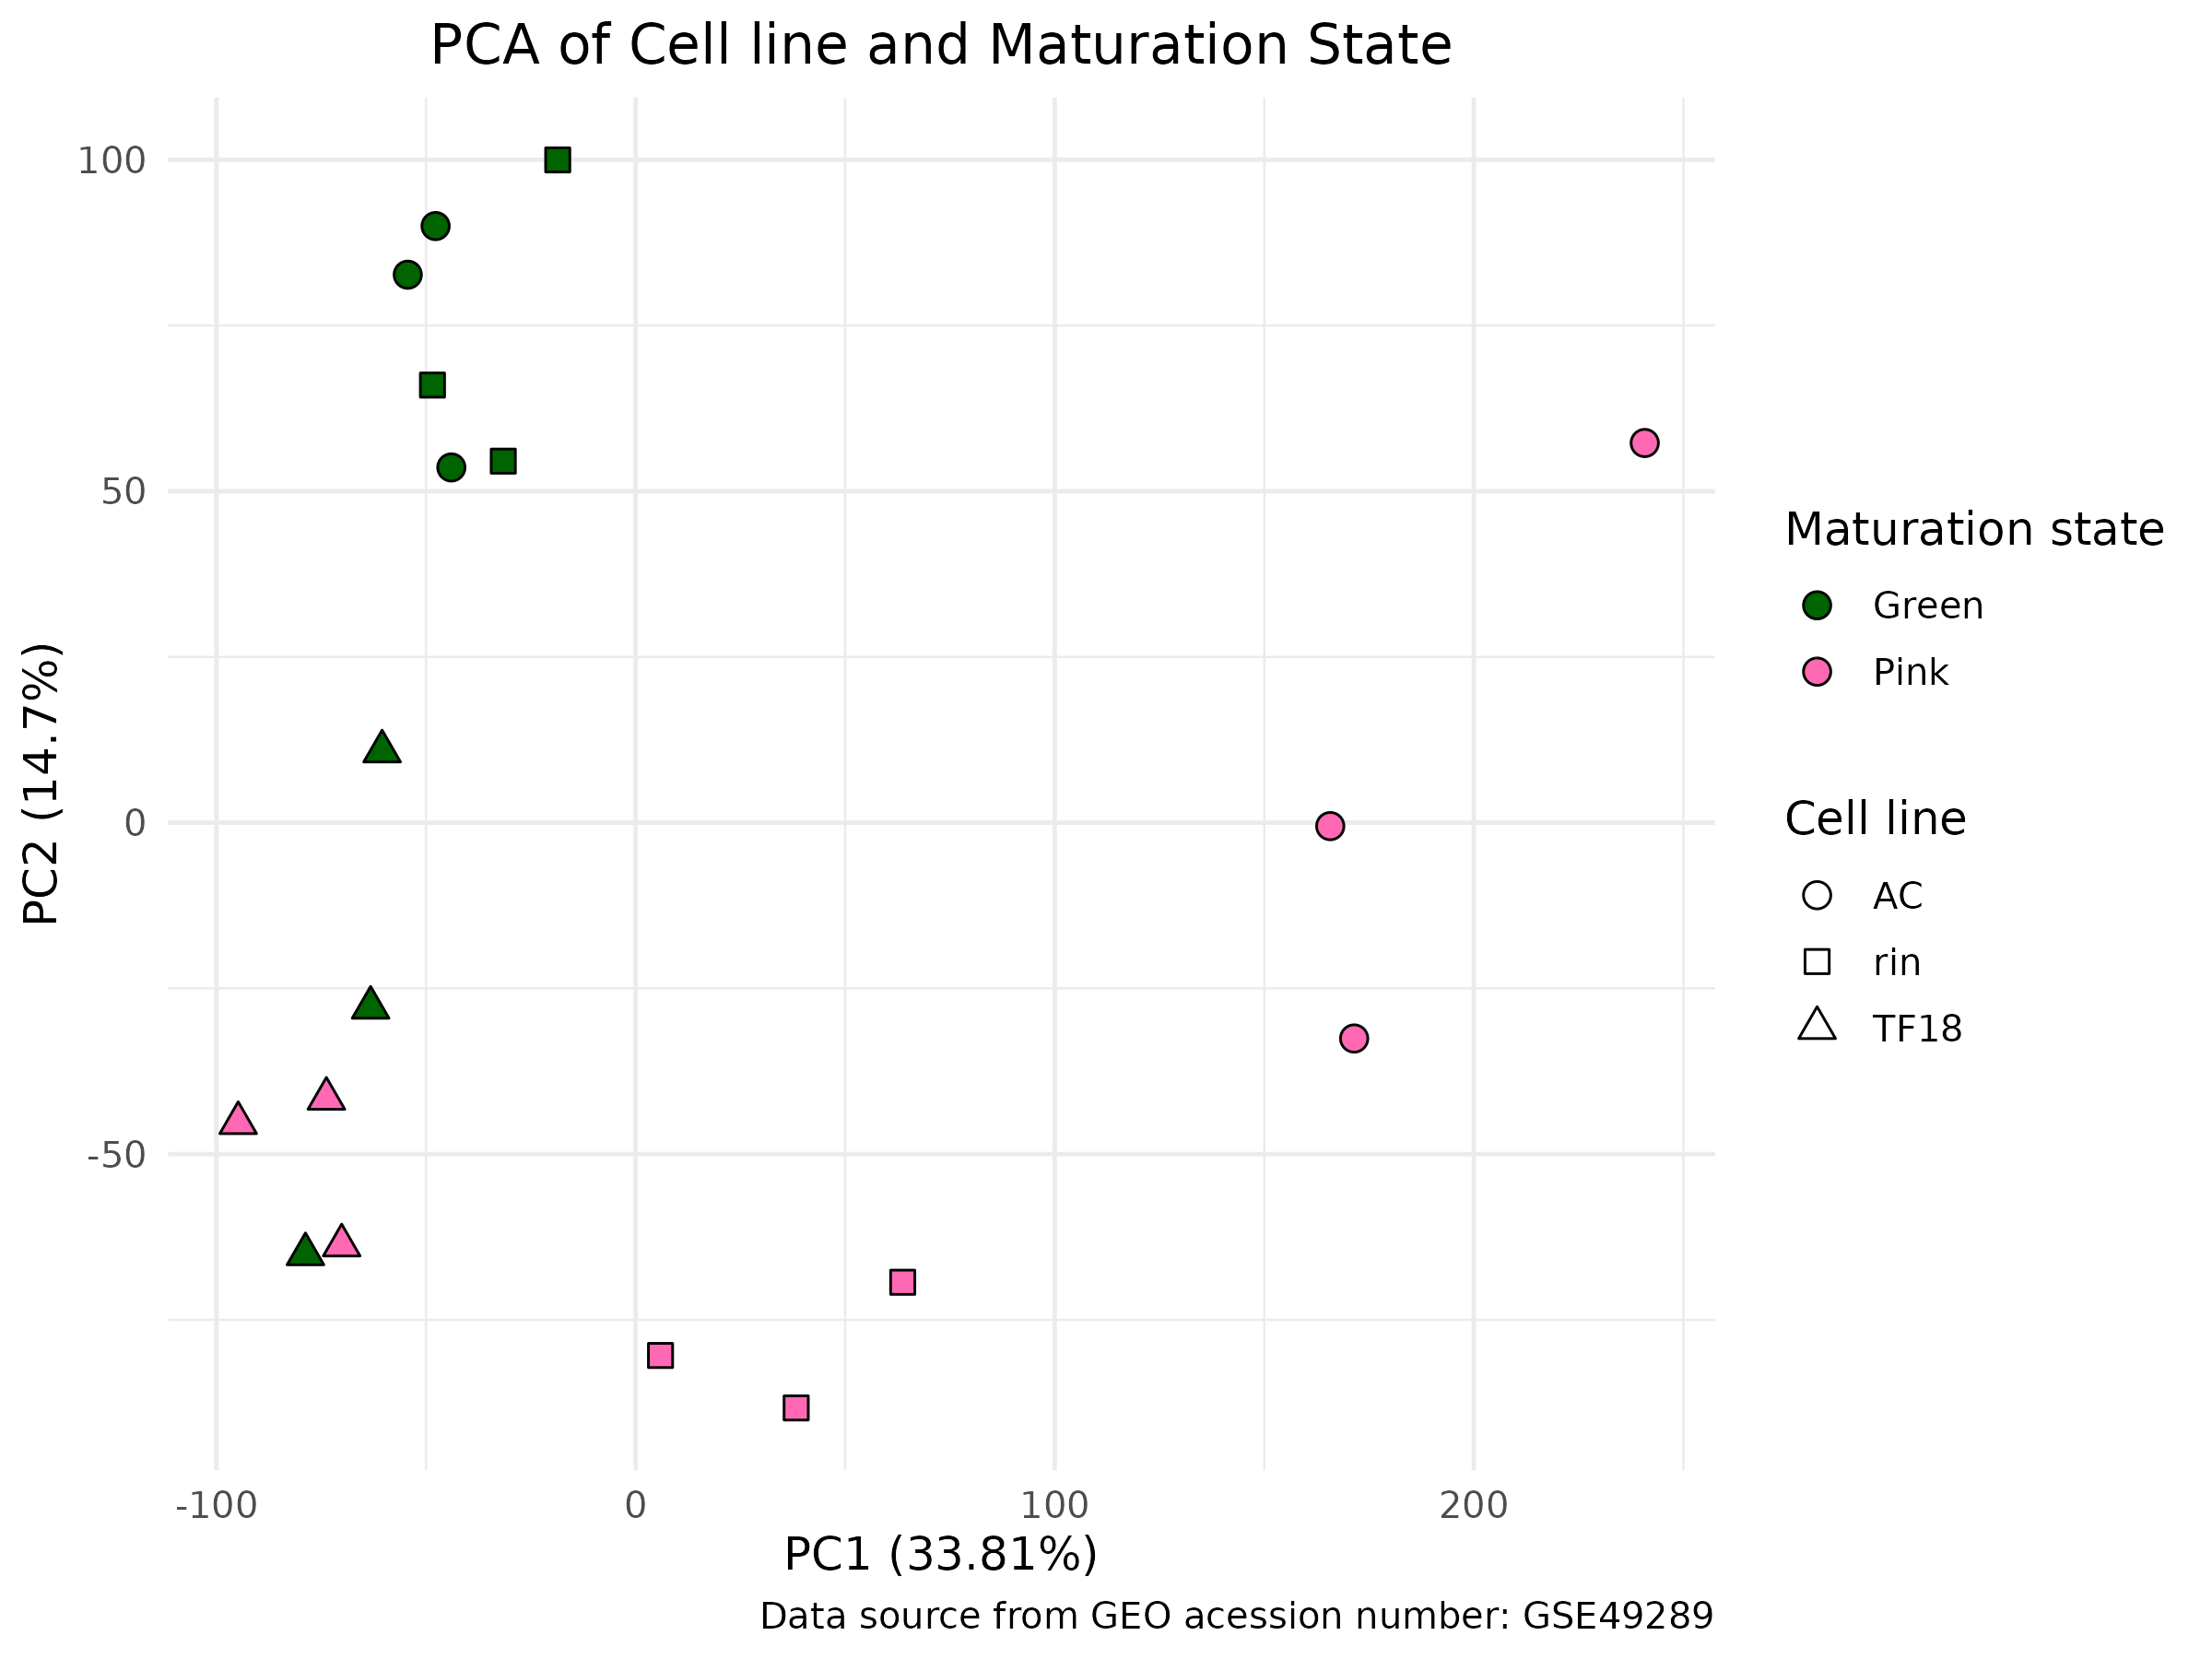 PCA of Cell line and Maturation State
100
50
0
-50
PC2 (14.7%)
-100
0
100
200
PC1 (33.81%)
Data source from GEO acession number: GSE49289
Maturation state
Green
Pink
Cell line
AC
rin
TF18